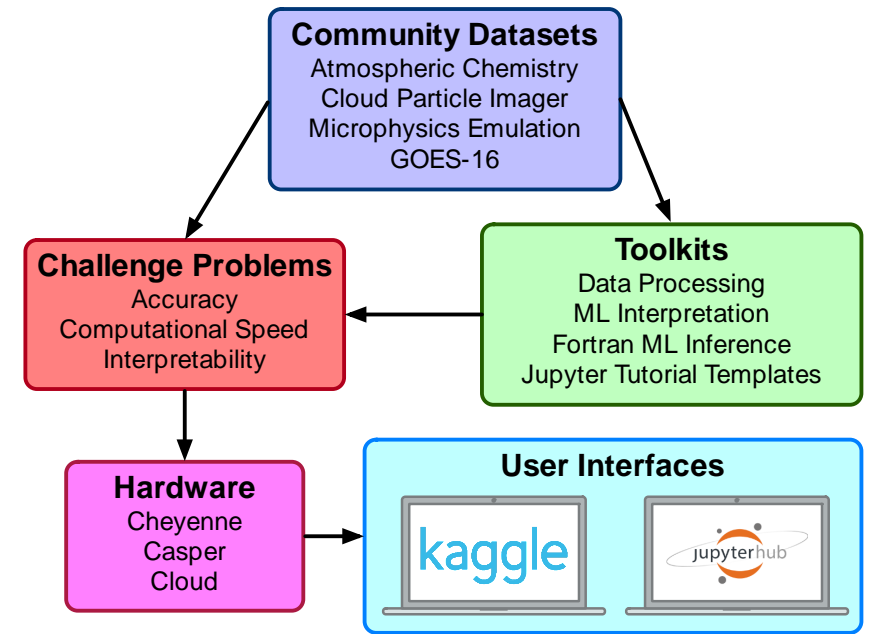 Community Datasets
Atmospheric Chemistry
Cloud Particle Imager
Microphysics Emulation
GOES-16
Challenge Problems
Accuracy
Computational Speed
Interpretability
Toolkits
Data Processing
ML Interpretation
Fortran ML Inference
Jupyter Tutorial Templates
Hardware
Cheyenne
Casper
Cloud
User Interfaces
kaggle
jupyterhub